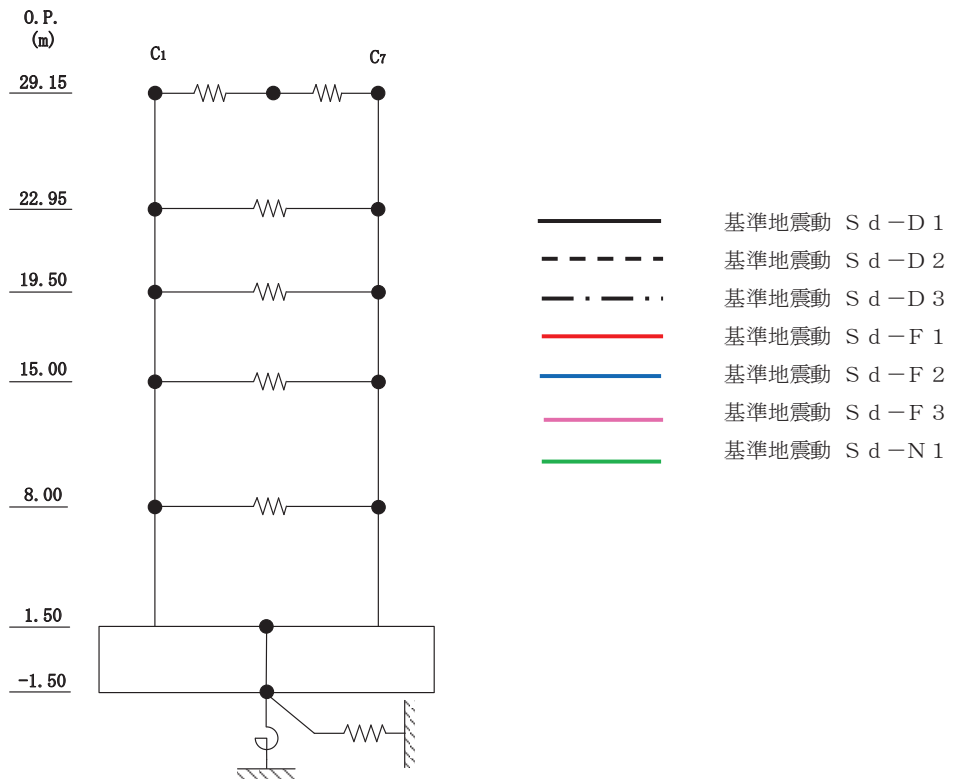 O.P.
(m)
C1
C7
29.15
22.95
19.50
15.00
8.00
1.50
-1.50
基準地震動 Ｓｄ－Ｄ１
基準地震動 Ｓｄ－Ｄ２
基準地震動 Ｓｄ－Ｄ３
基準地震動 Ｓｄ－Ｆ１
基準地震動 Ｓｄ－Ｆ２
基準地震動 Ｓｄ－Ｆ３
基準地震動 Ｓｄ－Ｎ１